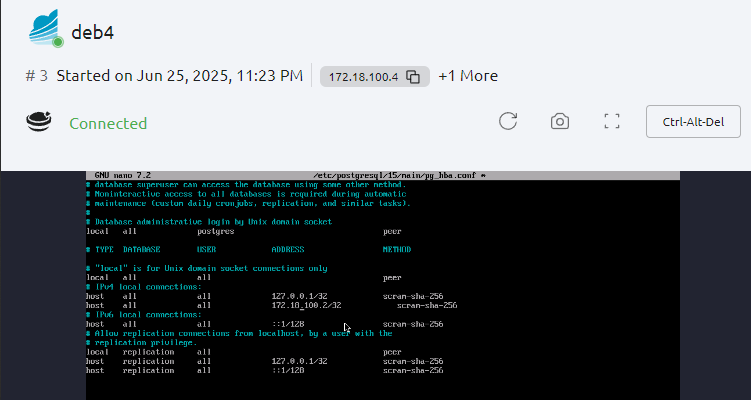 deb4
# 3 Started on Jun 25, 2025, 11:23 PM 172.18.100.4 +1 More
Connected Ctrl-Alt-Del
GNU nano 7.2 /etc/postgresql/15/main/pg_hba.conf *
# database superuser can access the database using some other method.
# Noninteractive access to all databases is required during automatic
# maintenance (custom daily cronjobs, replication, and similar tasks).
#
# Database administrative login by Unix domain socket
local all postgres peer
# TYPE DATABASE USER ADDRESS METHOD
# "local" is for Unix domain socket connections only
local all all peer
# IPv4 local connections:
host all all 127.0.0.1/32 scram-sha-256
host all all 172.18_100.2/32 scram-sha-256
# IPv6 local connections:
host all all ::1/128 scram-sha-256
# Allow replication connections from localhost, by a user with the
# replication privilege.
local replication all peer
host replication all 127.0.0.1/32 scram-sha-256
host replication all ::1/128 scram-sha-256